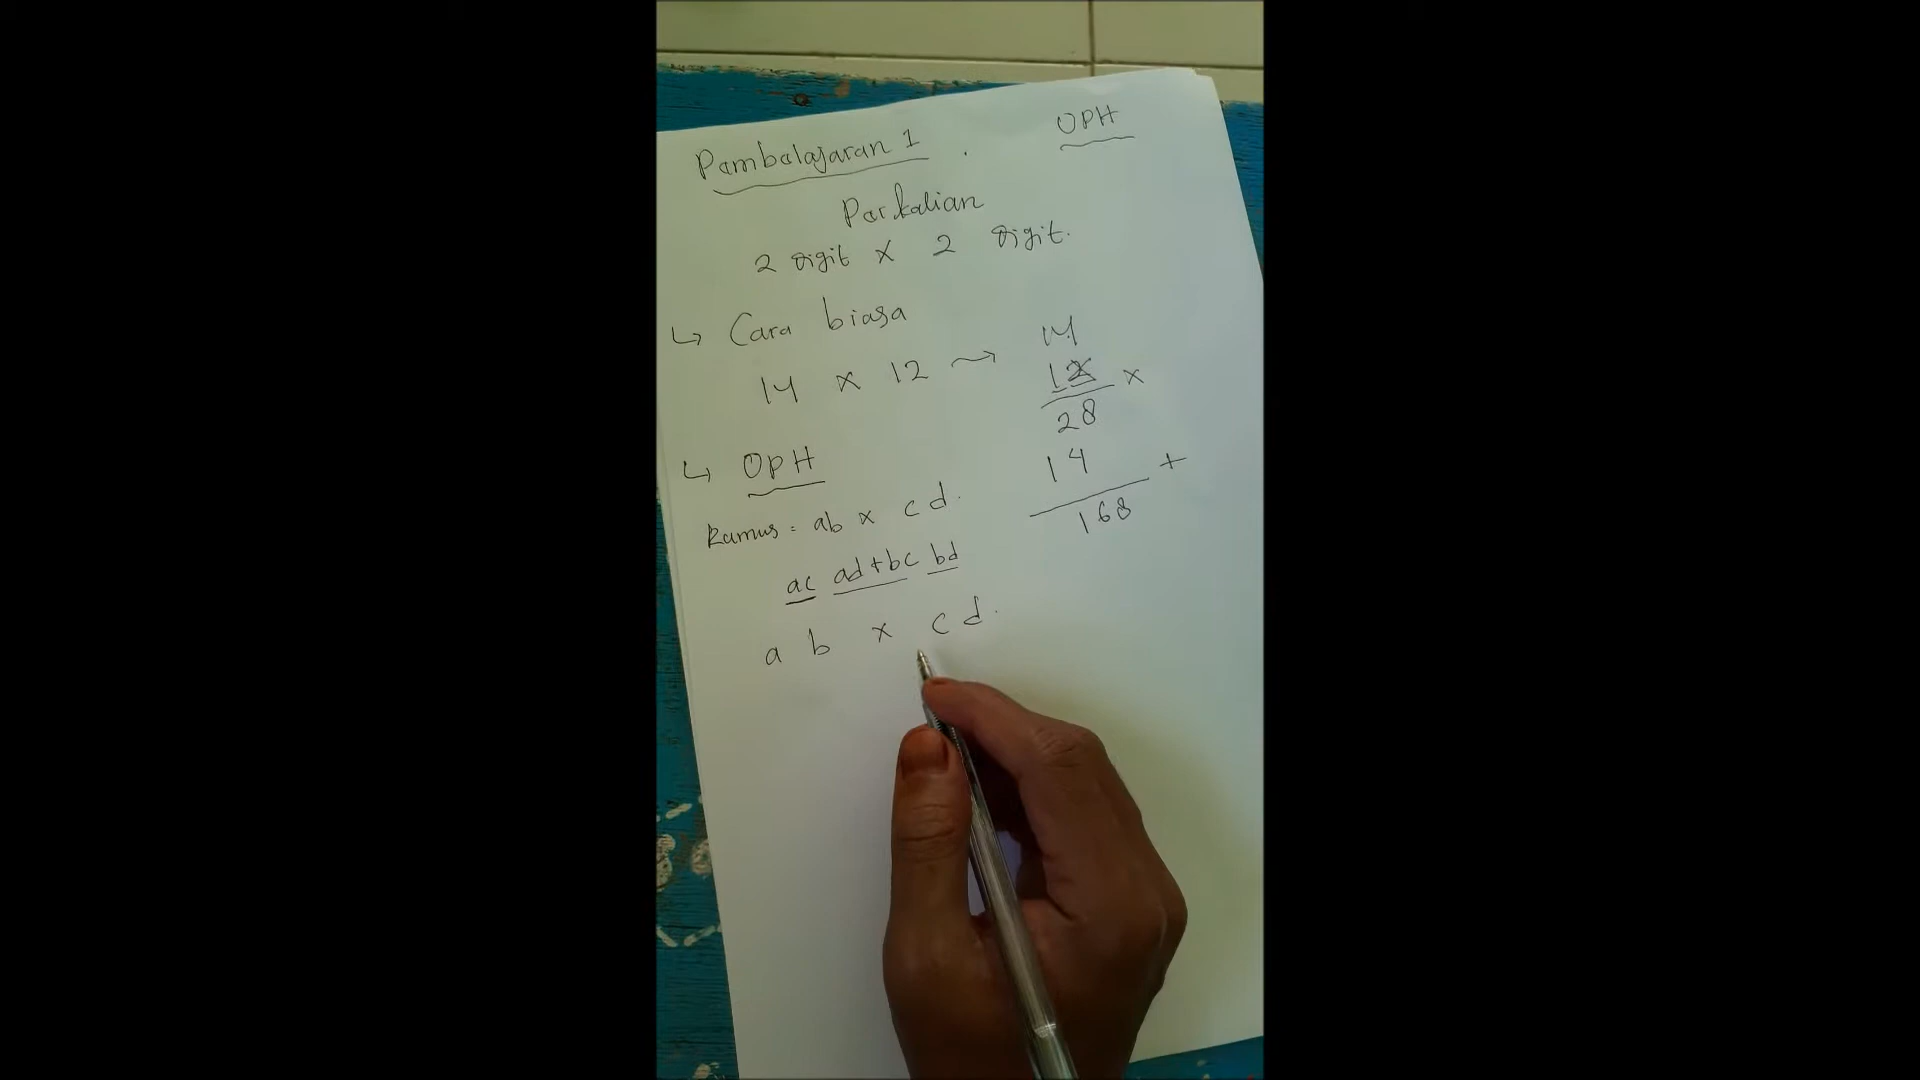 OPH
Pembelajaran 1
Perkalian
2 digit x 2 digit.
↳ Cara biasa
14 x 12 →
14
12 x
28
14 +
168
↳ OPH
Rumus = ab x cd.
ac ad+bc bd
a b x c d.